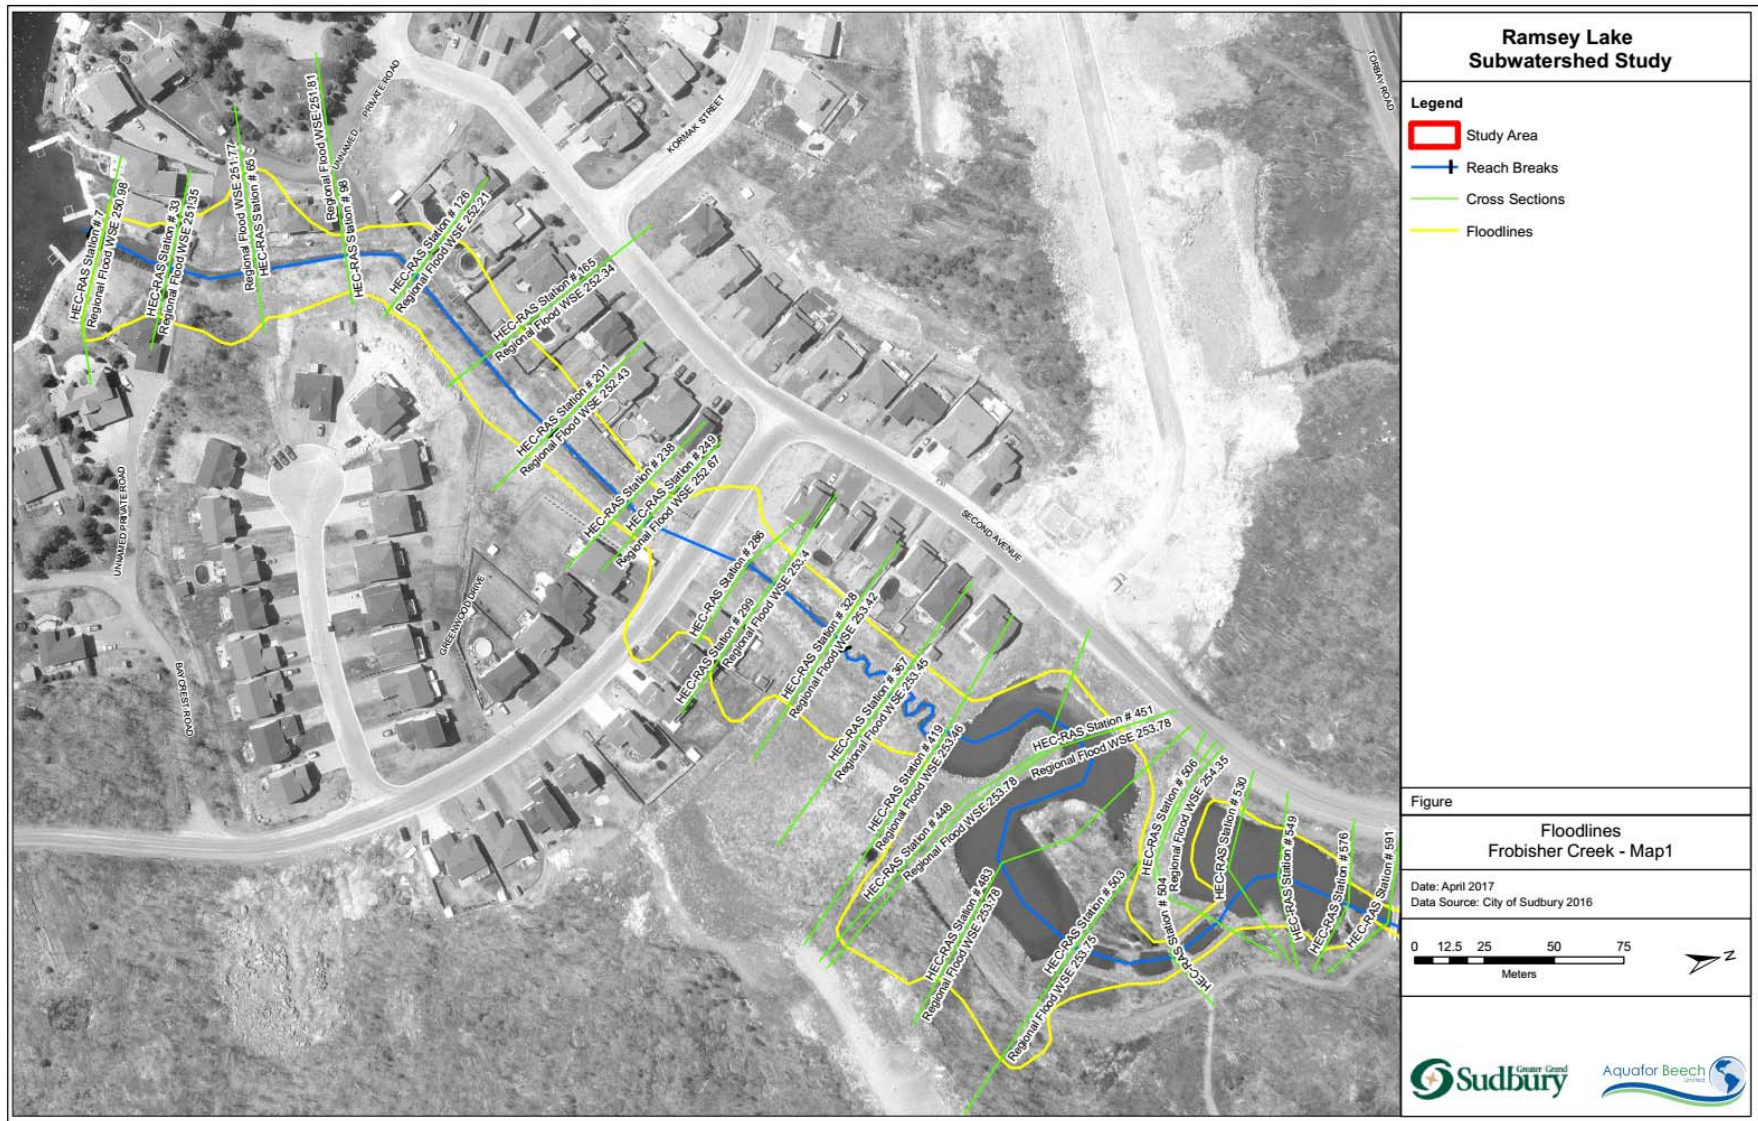 Ramsey Lake
Subwatershed Study
Legend
Study Area
Reach Breaks
Cross Sections
Floodlines
Figure
Floodlines
Frobisher Creek - Map1
Date: April 2017
Data Source: City of Sudbury 2016
0 12.5 25 50 75
Meters
Z
Greater Grand
Sudbury
Aquafor Beech
Limited
TORBAY ROAD
KORMAK STREET
UNNAMED PRIVATE ROAD
SECOND AVENUE
GREENWOOD DRIVE
UNNAMED PRIVATE ROAD
BAYCREST ROAD
HEC-RAS Station # 7
Regional Flood WSE 250.98
HEC-RAS Station # 33
Regional Flood WSE 251.35
Regional Flood WSE 251.77
HEC-RAS Station # 65
Regional Flood WSE 251.81
HEC-RAS Station # 98
HEC-RAS Station # 126
Regional Flood WSE 252.21
HEC-RAS Station # 165
Regional Flood WSE 252.34
HEC-RAS Station # 201
Regional Flood WSE 252.43
HEC-RAS Station # 238
HEC-RAS Station # 249
Regional Flood WSE 252.67
HEC-RAS Station # 286
HEC-RAS Station # 299
Regional Flood WSE 253.4
HEC-RAS Station # 328
Regional Flood WSE 253.42
HEC-RAS Station # 367
Regional Flood WSE 253.45
HEC-RAS Station # 419
Regional Flood WSE 253.46
HEC-RAS Station # 448
Regional Flood WSE 253.78
HEC-RAS Station # 451
Regional Flood WSE 253.78
HEC-RAS Station # 483
Regional Flood WSE 253.78
HEC-RAS Station # 503
Regional Flood WSE 253.75
HEC-RAS Station # 504
HEC-RAS Station # 506
Regional Flood WSE 254.35
HEC-RAS Station # 530
HEC-RAS Station # 549
HEC-RAS Station # 576
HEC-RAS Station # 591